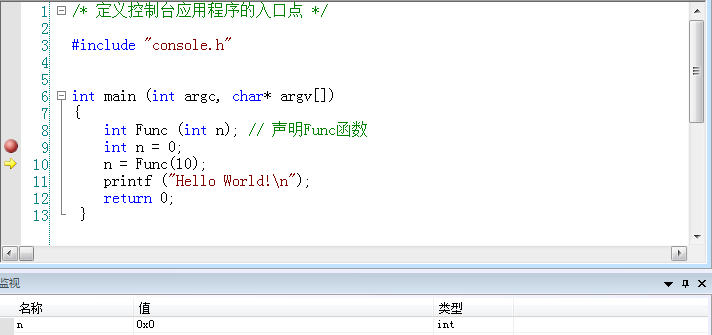 1 /* 定义控制台应用程序的入口点 */
2
3 #include "console.h"
4
5
6 int main (int argc, char* argv[])
7 {
8 int Func (int n); // 声明Func函数
9 int n = 0;
10 n = Func(10);
11 printf ("Hello World!\n");
12 return 0;
13 }
监视
名称 值 类型
n 0x0 int